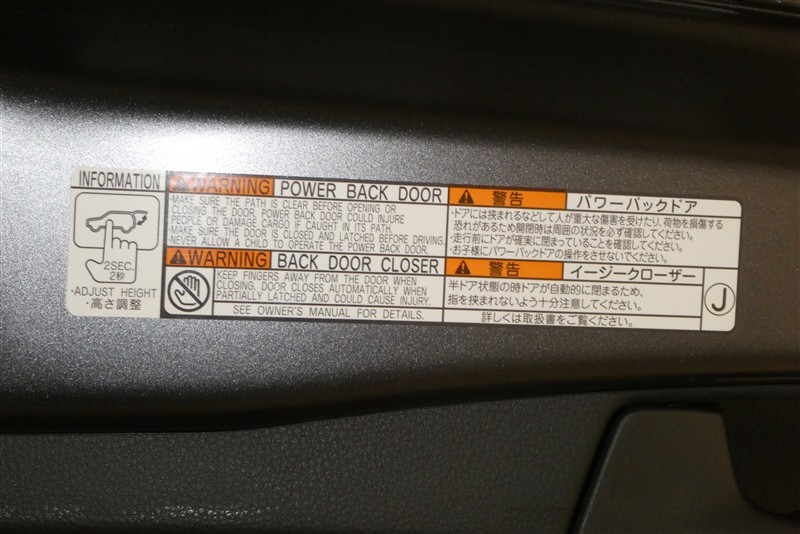 INFORMATION
2SEC.
2秒
·ADJUST HEIGHT
·高さ調整
WARNING POWER BACK DOOR
·MAKE SURE THE PATH IS CLEAR BEFORE OPENING OR
CLOSING THE DOOR. POWER BACK DOOR COULD INJURE
PEOPLE OR DAMAGE CARGO IF CAUGHT IN ITS PATH.
·MAKE SURE THE DOOR IS CLOSED AND LATCHED BEFORE DRIVING.
·NEVER ALLOW A CHILD TO OPERATE THE POWER BACK DOOR.
WARNING BACK DOOR CLOSER
KEEP FINGERS AWAY FROM THE DOOR WHEN
CLOSING. DOOR CLOSES AUTOMATICALLY WHEN
PARTIALLY LATCHED AND COULD CAUSE INJURY.
SEE OWNER'S MANUAL FOR DETAILS.
警告 パワーバックドア
·ドアには挟まれるなどして人が重大な傷害を受けたり、荷物を損傷する
恐れがあるため開閉時は周囲の状況を必ず確認してください。
·走行前にドアが確実に閉まっていることを確認してください。
·お子様にパワーバックドアの操作をさせないでください。
警告 イージークローザー
半ドア状態の時ドアが自動的に閉まるため、
指を挟まれないよう十分注意してください。
詳しくは取扱書をご覧ください。
J